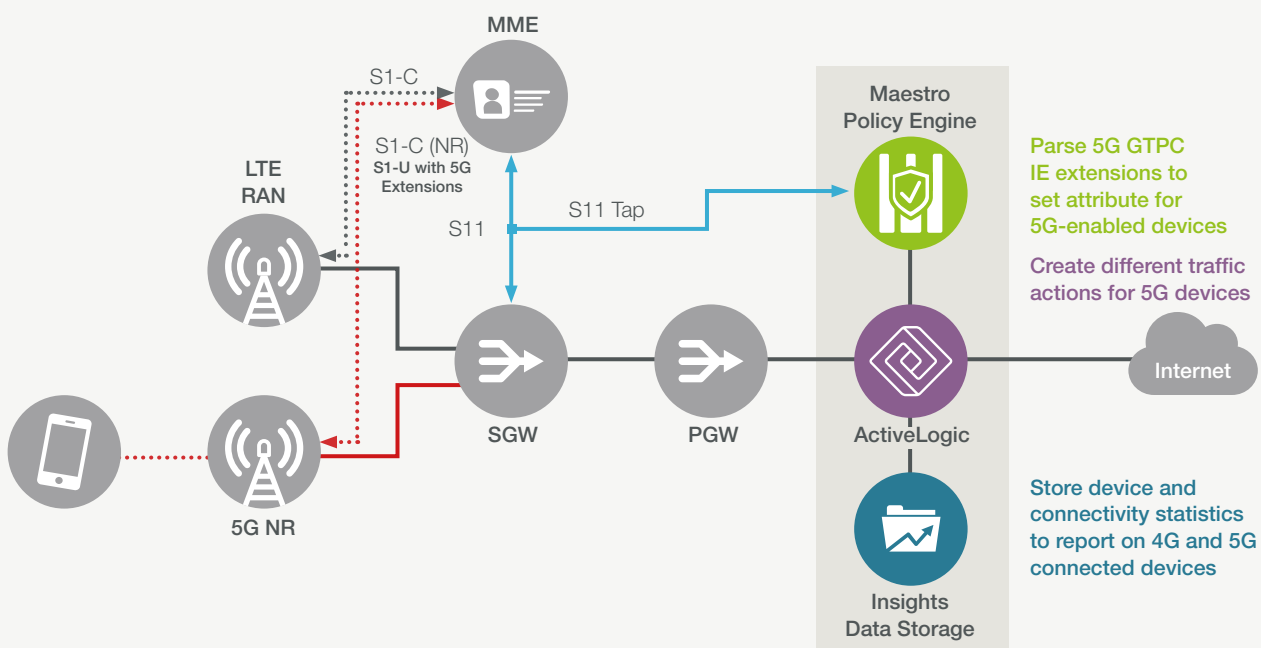 MME
S1-C
S1-C (NR)
S1-U with 5G
Extensions
LTE
RAN
S11
S11 Tap
Maestro
Policy Engine
Parse 5G GTPC
IE extensions to
set attribute for
5G-enabled devices
Create different traffic
actions for 5G devices
Internet
SGW
PGW
ActiveLogic
5G NR
Store device and
connectivity statistics
to report on 4G and 5G
connected devices
Insights
Data Storage